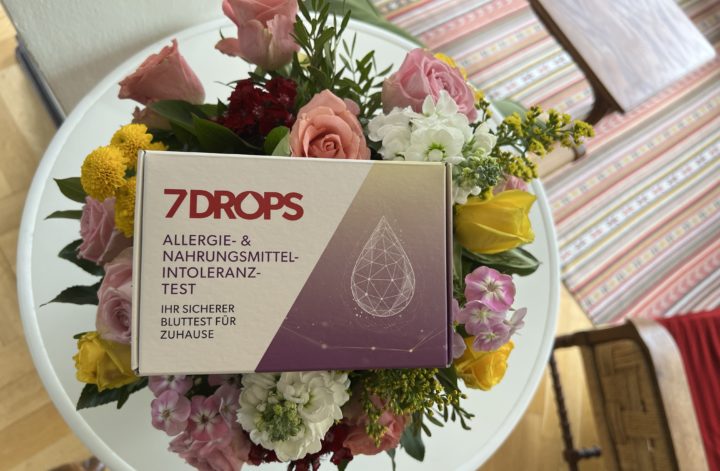 7DROPS
ALLERGIE- &
NAHRUNGSMITTEL-
INTOLERANZ-
TEST
IHR SICHERER
BLUTTEST FÜR
ZUHAUSE